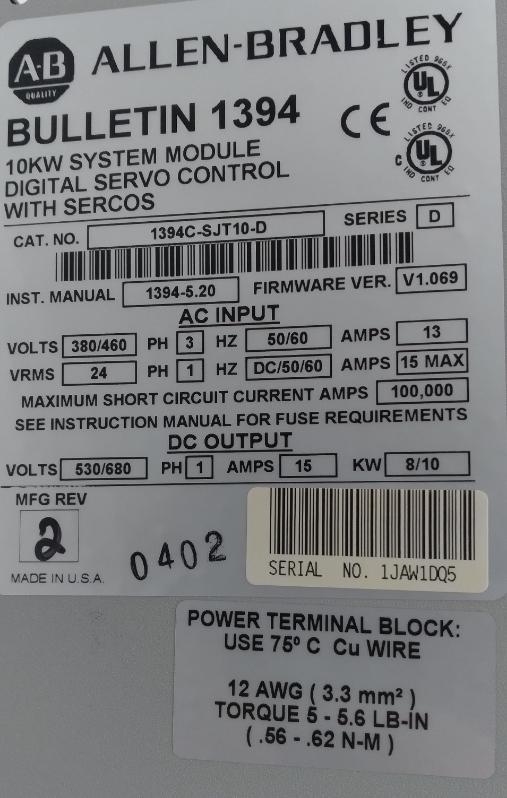 A-B
QUALITY
ALLEN-BRADLEY
BULLETIN 1394
10KW SYSTEM MODULE
DIGITAL SERVO CONTROL
WITH SERCOS
CE
LISTED 966X
UL
IND CONT EQ
LISTED 966X
C UL
IND CONT EQ
CAT. NO. 1394C-SJT10-D SERIES D
INST. MANUAL 1394-5.20 FIRMWARE VER. V1.069
AC INPUT
VOLTS 380/460 PH 3 HZ 50/60 AMPS 13
VRMS 24 PH 1 HZ DC/50/60 AMPS 15 MAX
MAXIMUM SHORT CIRCUIT CURRENT AMPS 100,000
SEE INSTRUCTION MANUAL FOR FUSE REQUIREMENTS
DC OUTPUT
VOLTS 530/680 PH 1 AMPS 15 KW 8/10
MFG REV
2
0402
MADE IN U.S.A.
SERIAL NO. 1JAW1DQ5
POWER TERMINAL BLOCK:
USE 75º C Cu WIRE
12 AWG ( 3.3 mm² )
TORQUE 5 - 5.6 LB-IN
( .56 - .62 N-M )